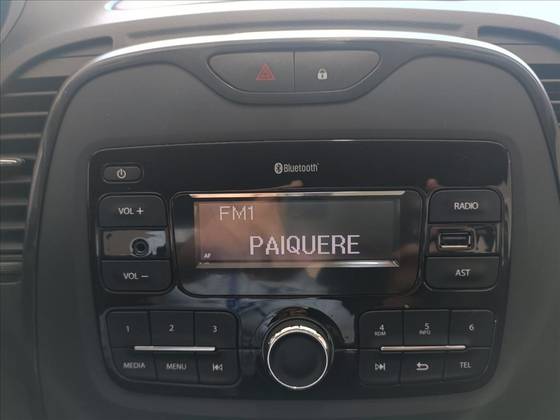 Bluetooth
VOL +
FM1
RADIO
PAIQUERE
AF
VOL –
AST
1 2 3
4 RDM 5 INFO 6
MEDIA MENU
TEL